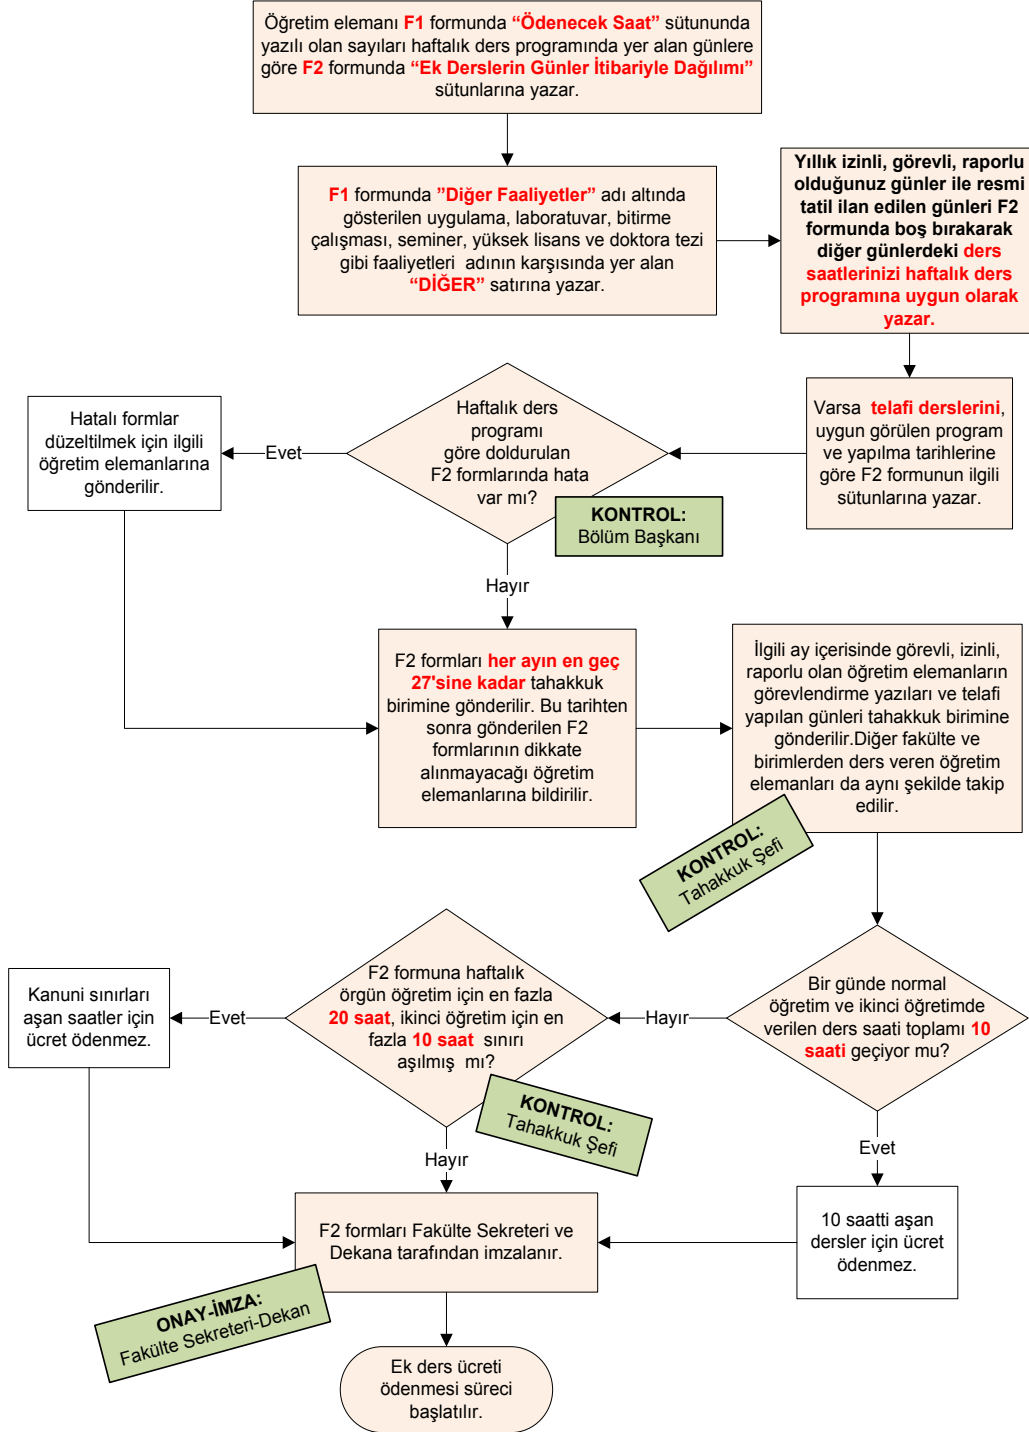 Öğretim elemanı F1 formunda “Ödenecek Saat” sütununda
yazılı olan sayıları haftalık ders programında yer alan günlere
göre F2 formunda “Ek Derslerin Günler İtibariyle Dağılımı”
sütunlarına yazar.
F1 formunda ”Diğer Faaliyetler” adı altında
gösterilen uygulama, laboratuvar, bitirme
çalışması, seminer, yüksek lisans ve doktora tezi
gibi faaliyetleri adının karşısında yer alan
“DİĞER” satırına yazar.
Yıllık izinli, görevli, raporlu
olduğunuz günler ile resmi
tatil ilan edilen günleri F2
formunda boş bırakarak
diğer günlerdeki ders
saatlerinizi haftalık ders
programına uygun olarak
yazar.
Varsa telafi derslerini,
uygun görülen program
ve yapılma tarihlerine
göre F2 formunun ilgili
sütunlarına yazar.
Haftalık ders
programı
göre doldurulan
F2 formlarında hata
var mı?
KONTROL:
Bölüm Başkanı
Evet
Hatalı formlar
düzeltilmek için ilgili
öğretim elemanlarına
gönderilir.
Hayır
F2 formları her ayın en geç
27'sine kadar tahakkuk
birimine gönderilir. Bu tarihten
sonra gönderilen F2
formlarının dikkate
alınmayacağı öğretim
elemanlarına bildirilir.
İlgili ay içerisinde görevli, izinli,
raporlu olan öğretim elemanların
görevlendirme yazıları ve telafi
yapılan günleri tahakkuk birimine
gönderilir.Diğer fakülte ve
birimlerden ders veren öğretim
elemanları da aynı şekilde takip
edilir.
KONTROL:
Tahakkuk Şefi
Bir günde normal
öğretim ve ikinci öğretimde
verilen ders saati toplamı 10
saati geçiyor mu?
Hayır
F2 formuna haftalık
örgün öğretim için en fazla
20 saat, ikinci öğretim için en
fazla 10 saat sınırı
aşılmış mı?
KONTROL:
Tahakkuk Şefi
Evet
Kanuni sınırları
aşan saatler için
ücret ödenmez.
Hayır
Evet
10 saatti aşan
dersler için ücret
ödenmez.
F2 formları Fakülte Sekreteri ve
Dekana tarafından imzalanır.
ONAY-İMZA:
Fakülte Sekreteri-Dekan
Ek ders ücreti
ödenmesi süreci
başlatılır.